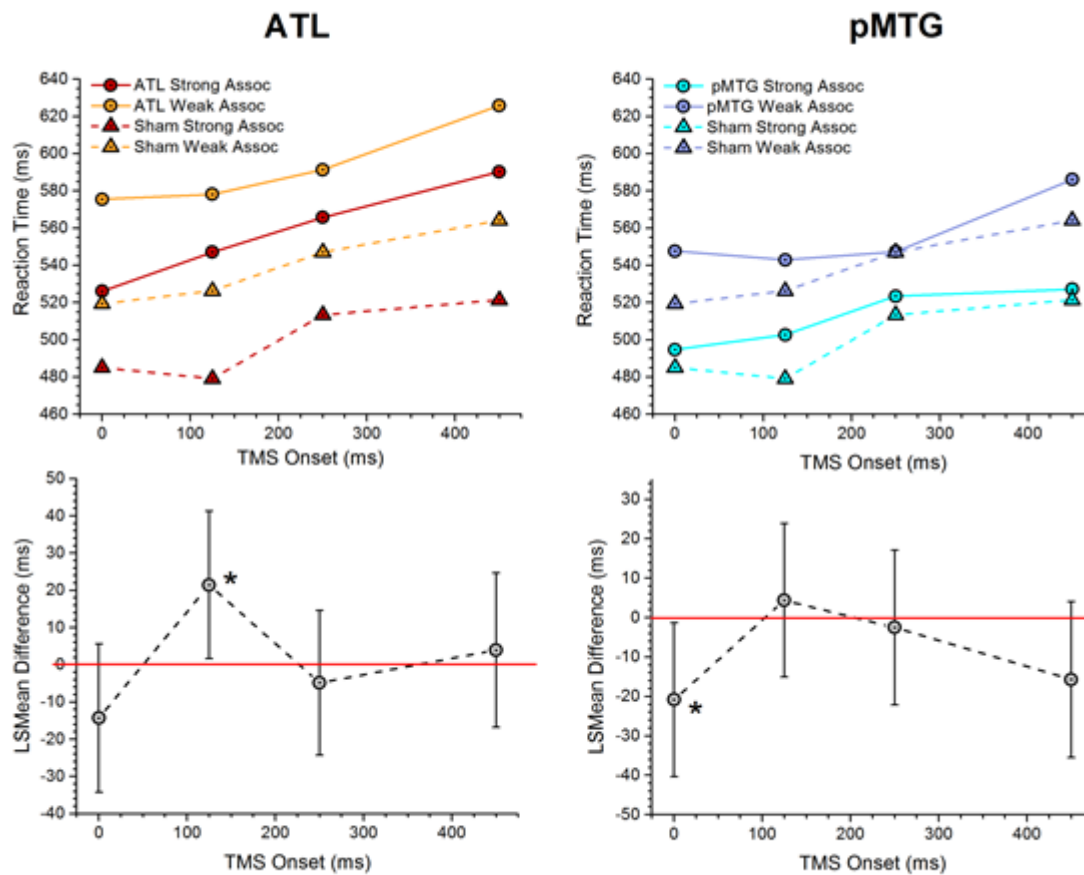 ATL
pMTG
ATL Strong Assoc
ATL Weak Assoc
Sham Strong Assoc
Sham Weak Assoc
640
620
600
580
560
540
520
500
480
460
Reaction Time (ms)
0 100 200 300 400
TMS Onset (ms)
pMTG Strong Assoc
pMTG Weak Assoc
Sham Strong Assoc
Sham Weak Assoc
640
620
600
580
560
540
520
500
480
460
Reaction Time (ms)
0 100 200 300 400
TMS Onset (ms)
50
40
30
20
10
0
-10
-20
-30
-40
LSMean Difference (ms)
*
0 100 200 300 400
TMS Onset (ms)
30
20
10
0
-10
-20
-30
-40
-50
LSMean Difference (ms)
*
0 100 200 300 400
TMS Onset (ms)